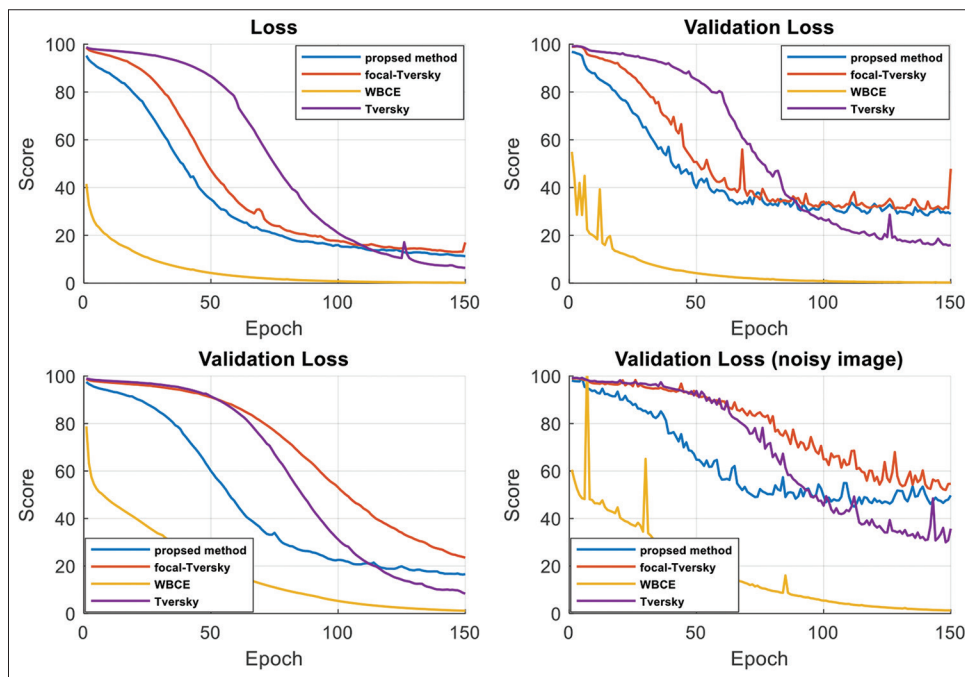 Loss
Score
100
80
60
40
20
0
propsed method
focal-Tversky
WBCE
Tversky
0
50
100
150
Epoch
Validation Loss
Score
100
80
60
40
20
0
propsed method
focal-Tversky
WBCE
Tversky
0
50
100
150
Epoch
Validation Loss
Score
100
80
60
40
20
0
propsed method
focal-Tversky
WBCE
Tversky
0
50
100
150
Epoch
Validation Loss (noisy image)
Score
100
80
60
40
20
0
propsed method
focal-Tversky
WBCE
Tversky
0
50
100
150
Epoch